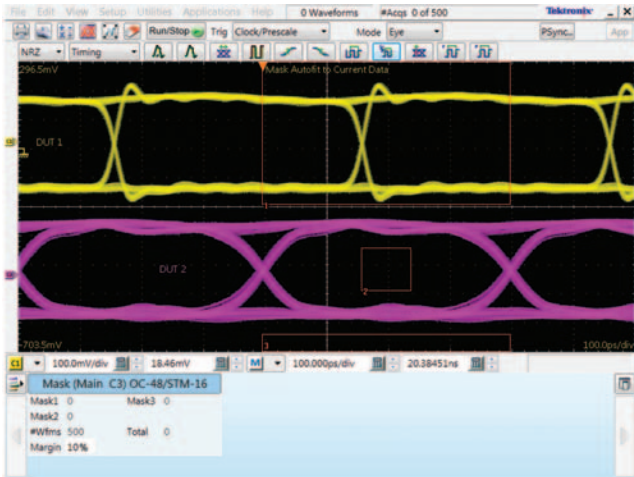 File Edit View Setup Utilities Applications Help 0 Waveforms #Acqs 0 of 500 Tektronix
Run/Stop Trig Clock/Prescale Mode Eye PSync.. App
NRZ Timing
296.5mV Mask Autofit to Current Data
DUT 1
1
DUT 2
2
3
-703.5mV 100.0ps/div
C1 100.0mV/div 18.46mV M 100.000ps/div 20.38451ns
Mask (Main C3) OC-48/STM-16
Mask1 0 Mask3 0
Mask2 0
#Wfms 500 Total 0
Margin 10%